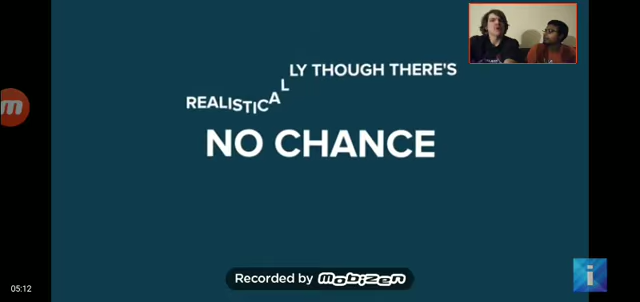 REALISTICALLY THOUGH THERE'S
NO CHANCE
Recorded by mobizen
05:12
i
m